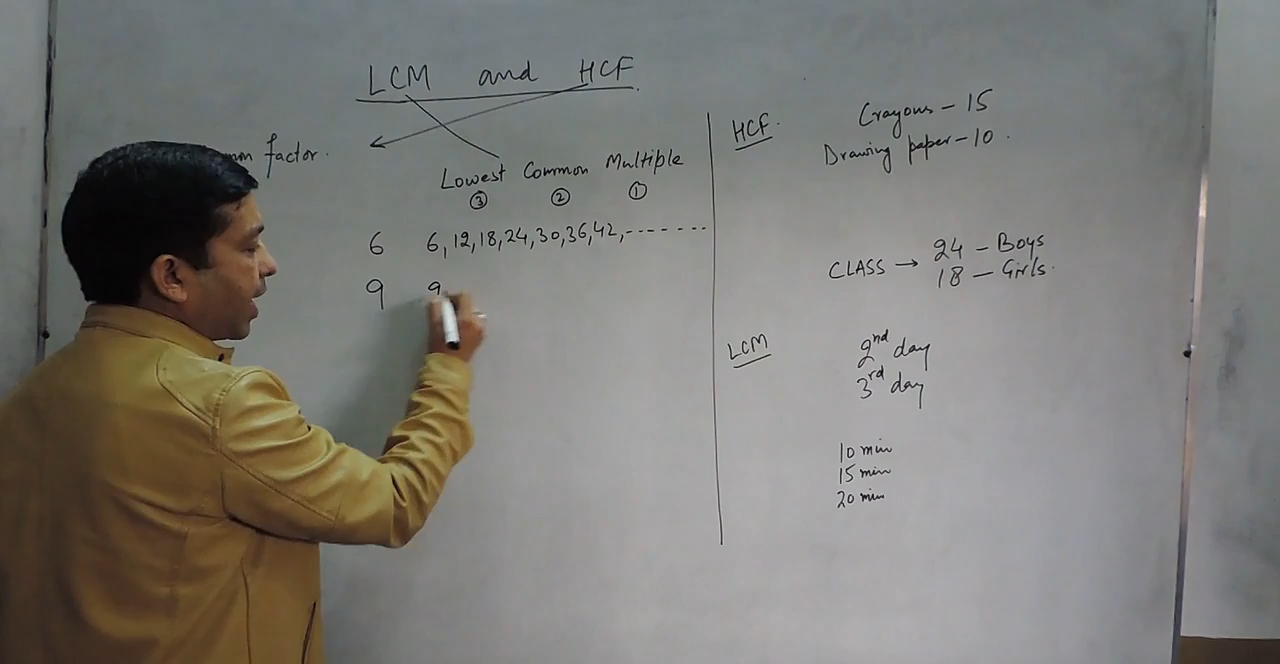 LCM and HCF
factor.
Lowest Common Multiple
③ ② ①
6 6, 12, 18, 24, 30, 36, 42, -------
9 9
HCF.
Crayons - 15
Drawing paper - 10.
CLASS → 24 - Boys
18 - Girls.
LCM
2nd day
3rd day
10 min
15 min
20 min